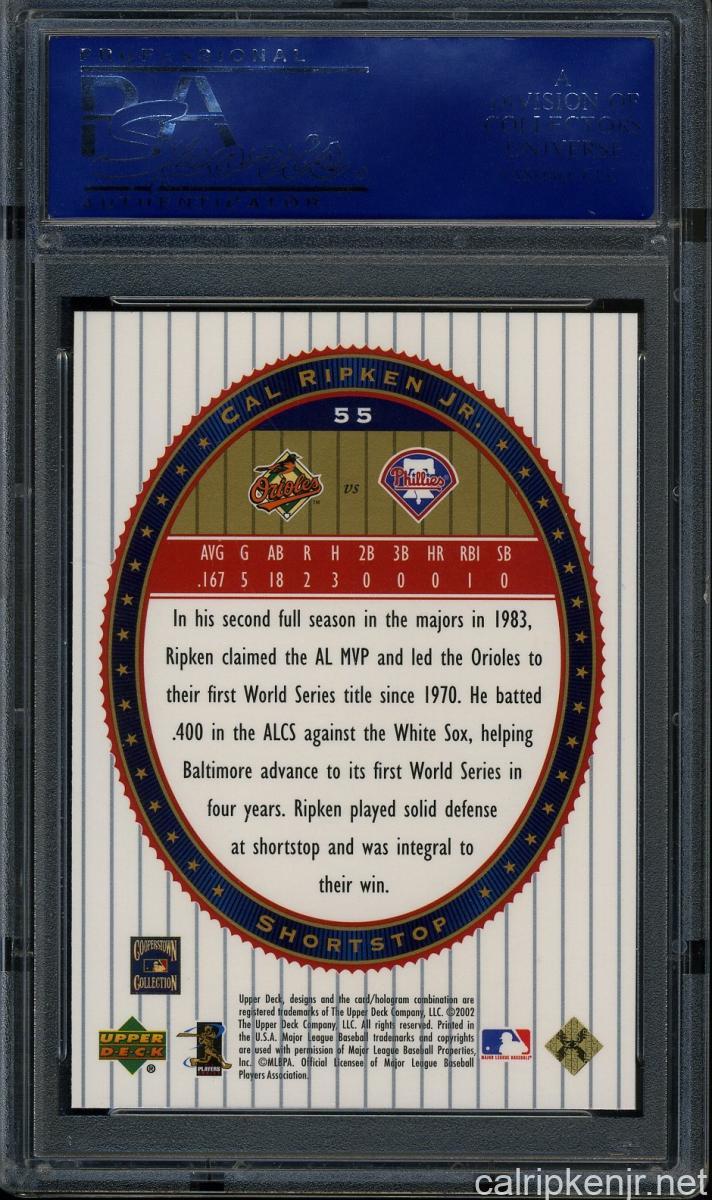 PROFESSIONAL
PSA
AUTHENTICATOR
A
DIVISION OF
COLLECTORS
UNIVERSE
CAL RIPKEN JR.
55
Orioles
TM
vs
Phillies
AVG G AB R H 2B 3B HR RBI SB
.167 5 18 2 3 0 0 0 1 0
In his second full season in the majors in 1983,
Ripken claimed the AL MVP and led the Orioles to
their first World Series title since 1970. He batted
.400 in the ALCS against the White Sox, helping
Baltimore advance to its first World Series in
four years. Ripken played solid defense
at shortstop and was integral to
their win.
SHORTSTOP
COOPERSTOWN
COLLECTION
UPPER
DECK
®
PLAYERS
Upper Deck, designs and the card/hologram combination are
registered trademarks of The Upper Deck Company, LLC. ©2002
The Upper Deck Company, LLC. All rights reserved. Printed in
the U.S.A. Major League Baseball trademarks and copyrights
are used with permission of Major League Baseball Properties,
Inc. ©MLBPA. Official Licensee of Major League Baseball
Players Association.
MAJOR LEAGUE BASEBALL
calripkenjr.net